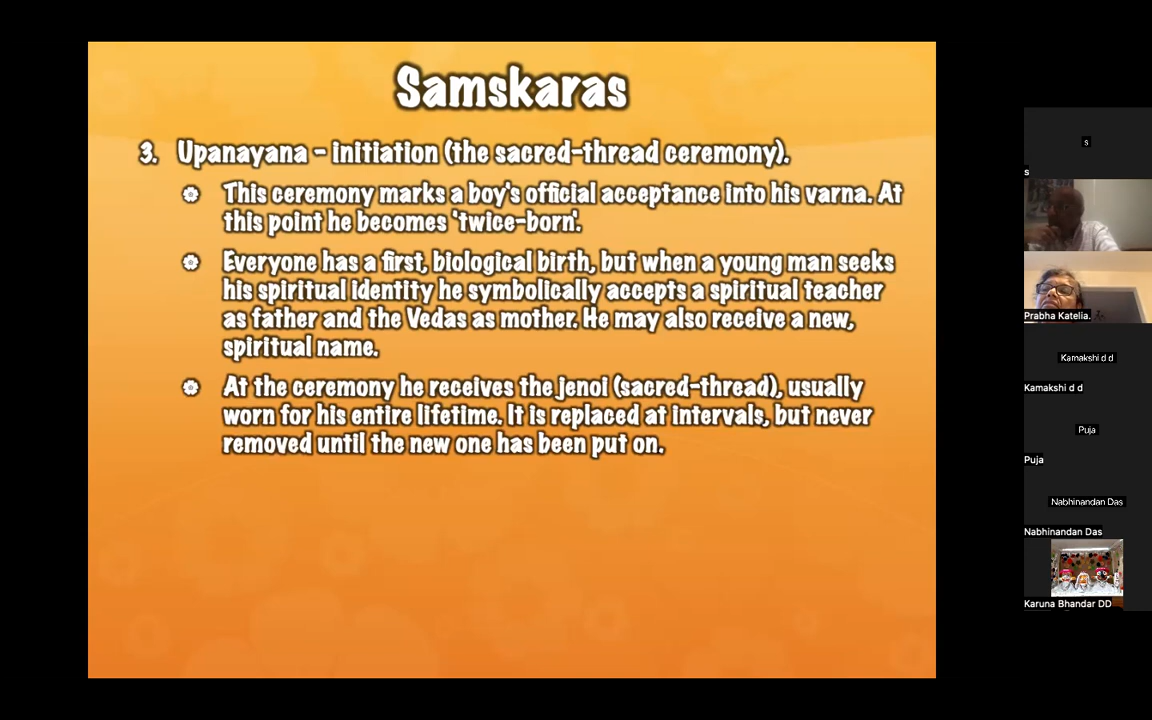 Samskaras
3. Upanayana - initiation (the sacred-thread ceremony).
This ceremony marks a boy's official acceptance into his varna. At
this point he becomes 'twice-born'.
Everyone has a first, biological birth, but when a young man seeks
his spiritual identity he symbolically accepts a spiritual teacher
as father and the Vedas as mother. He may also receive a new,
spiritual name.
At the ceremony he receives the jenoi (sacred-thread), usually
worn for his entire lifetime. It is replaced at intervals, but never
removed until the new one has been put on.
s
s
Prabha Katelia.
Kamakshi d d
Kamakshi d d
Puja
Puja
Nabhinandan Das
Nabhinandan Das
Karuna Bhandar DD